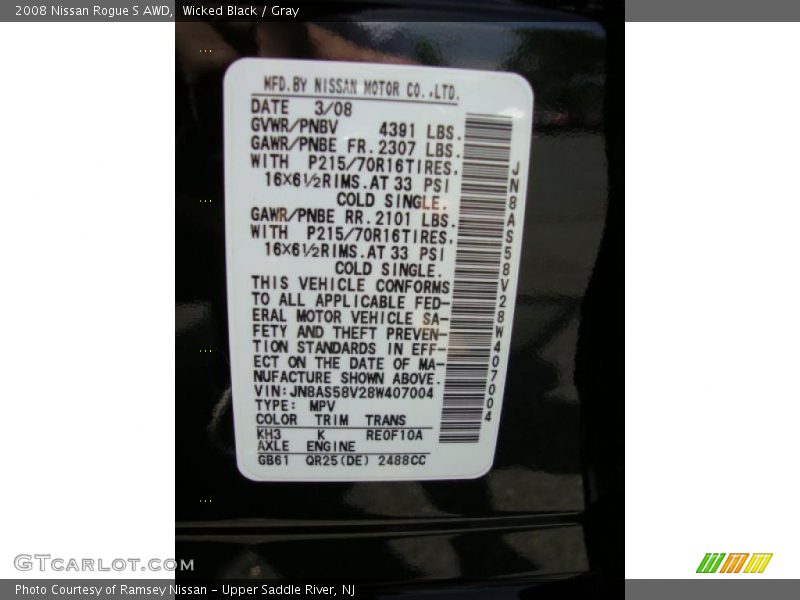 2008 Nissan Rogue S AWD, Wicked Black / Gray
MFD.BY NISSAN MOTOR CO.,LTD.
DATE 3/08
GVWR/PNBV 4391 LBS.
GAWR/PNBE FR. 2307 LBS.
WITH P215/70R16TIRES,
16X6½RIMS.AT 33 PSI
COLD SINGLE.
GAWR/PNBE RR. 2101 LBS.
WITH P215/70R16TIRES,
16X6½RIMS.AT 33 PSI
COLD SINGLE.
THIS VEHICLE CONFORMS
TO ALL APPLICABLE FED-
ERAL MOTOR VEHICLE SA-
FETY AND THEFT PREVEN-
TION STANDARDS IN EFF-
ECT ON THE DATE OF MA-
NUFACTURE SHOWN ABOVE.
VIN:JN8AS58V28W407004
TYPE: MPV
COLOR TRIM TRANS
KH3 K RE0F10A
AXLE ENGINE
GB61 QR25(DE) 2488CC
JN8AS58V28W407004
GTcarlot.com
Photo Courtesy of Ramsey Nissan - Upper Saddle River, NJ